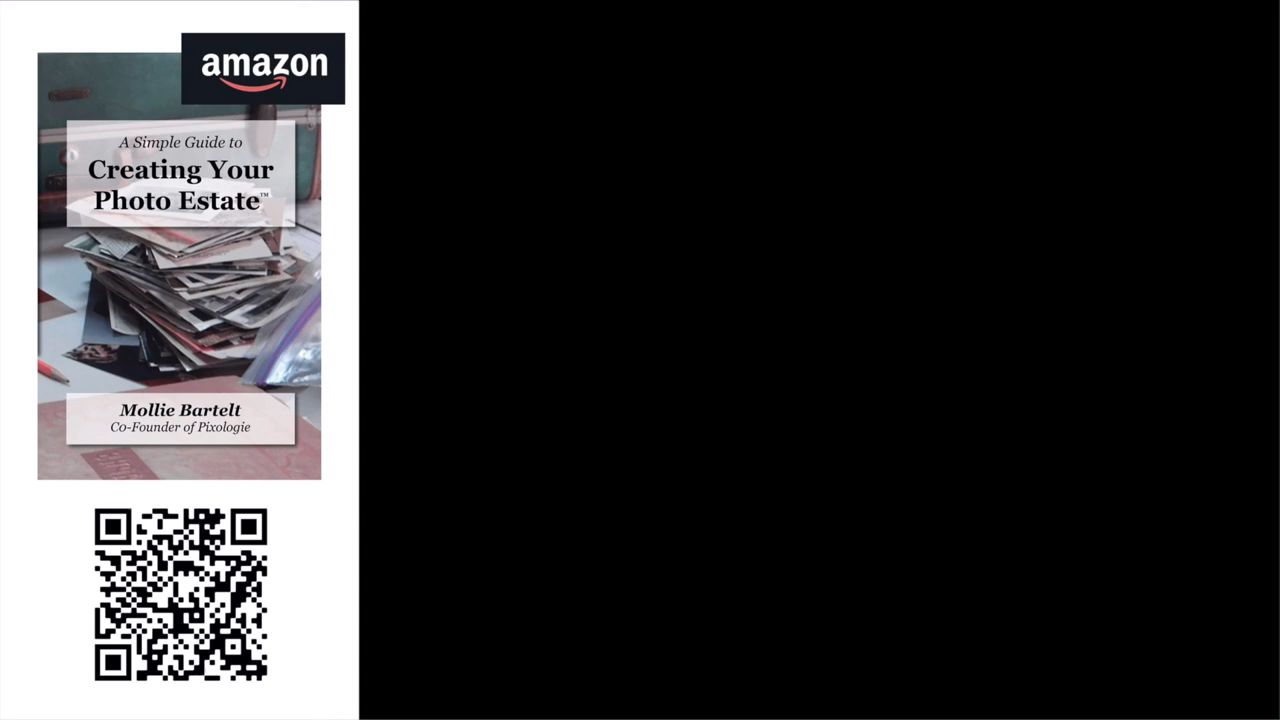 amazon
A Simple Guide to
Creating Your
Photo Estate™
Mollie Bartelt
Co-Founder of Pixologie